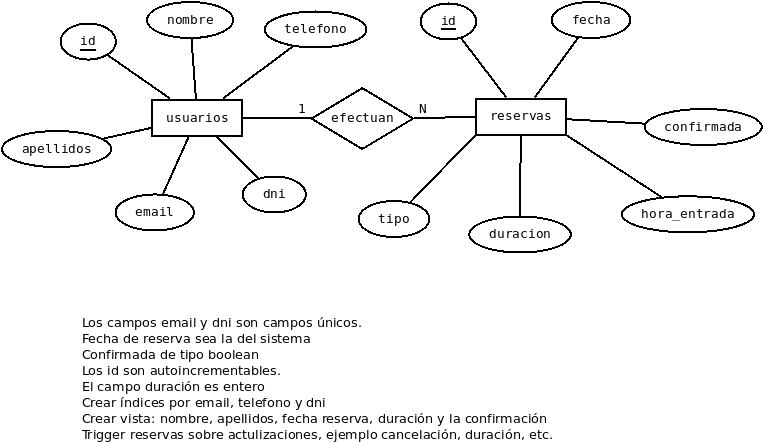 nombre
id
fecha
id
telefono
1
N
usuarios
efectuan
reservas
confirmada
apellidos
dni
email
tipo
hora_entrada
duracion
Los campos email y dni son campos únicos.
Fecha de reserva sea la del sistema
Confirmada de tipo boolean
Los id son autoincrementables.
El campo duración es entero
Crear índices por email, telefono y dni
Crear vista: nombre, apellidos, fecha reserva, duración y la confirmación
Trigger reservas sobre actulizaciones, ejemplo cancelación, duración, etc.